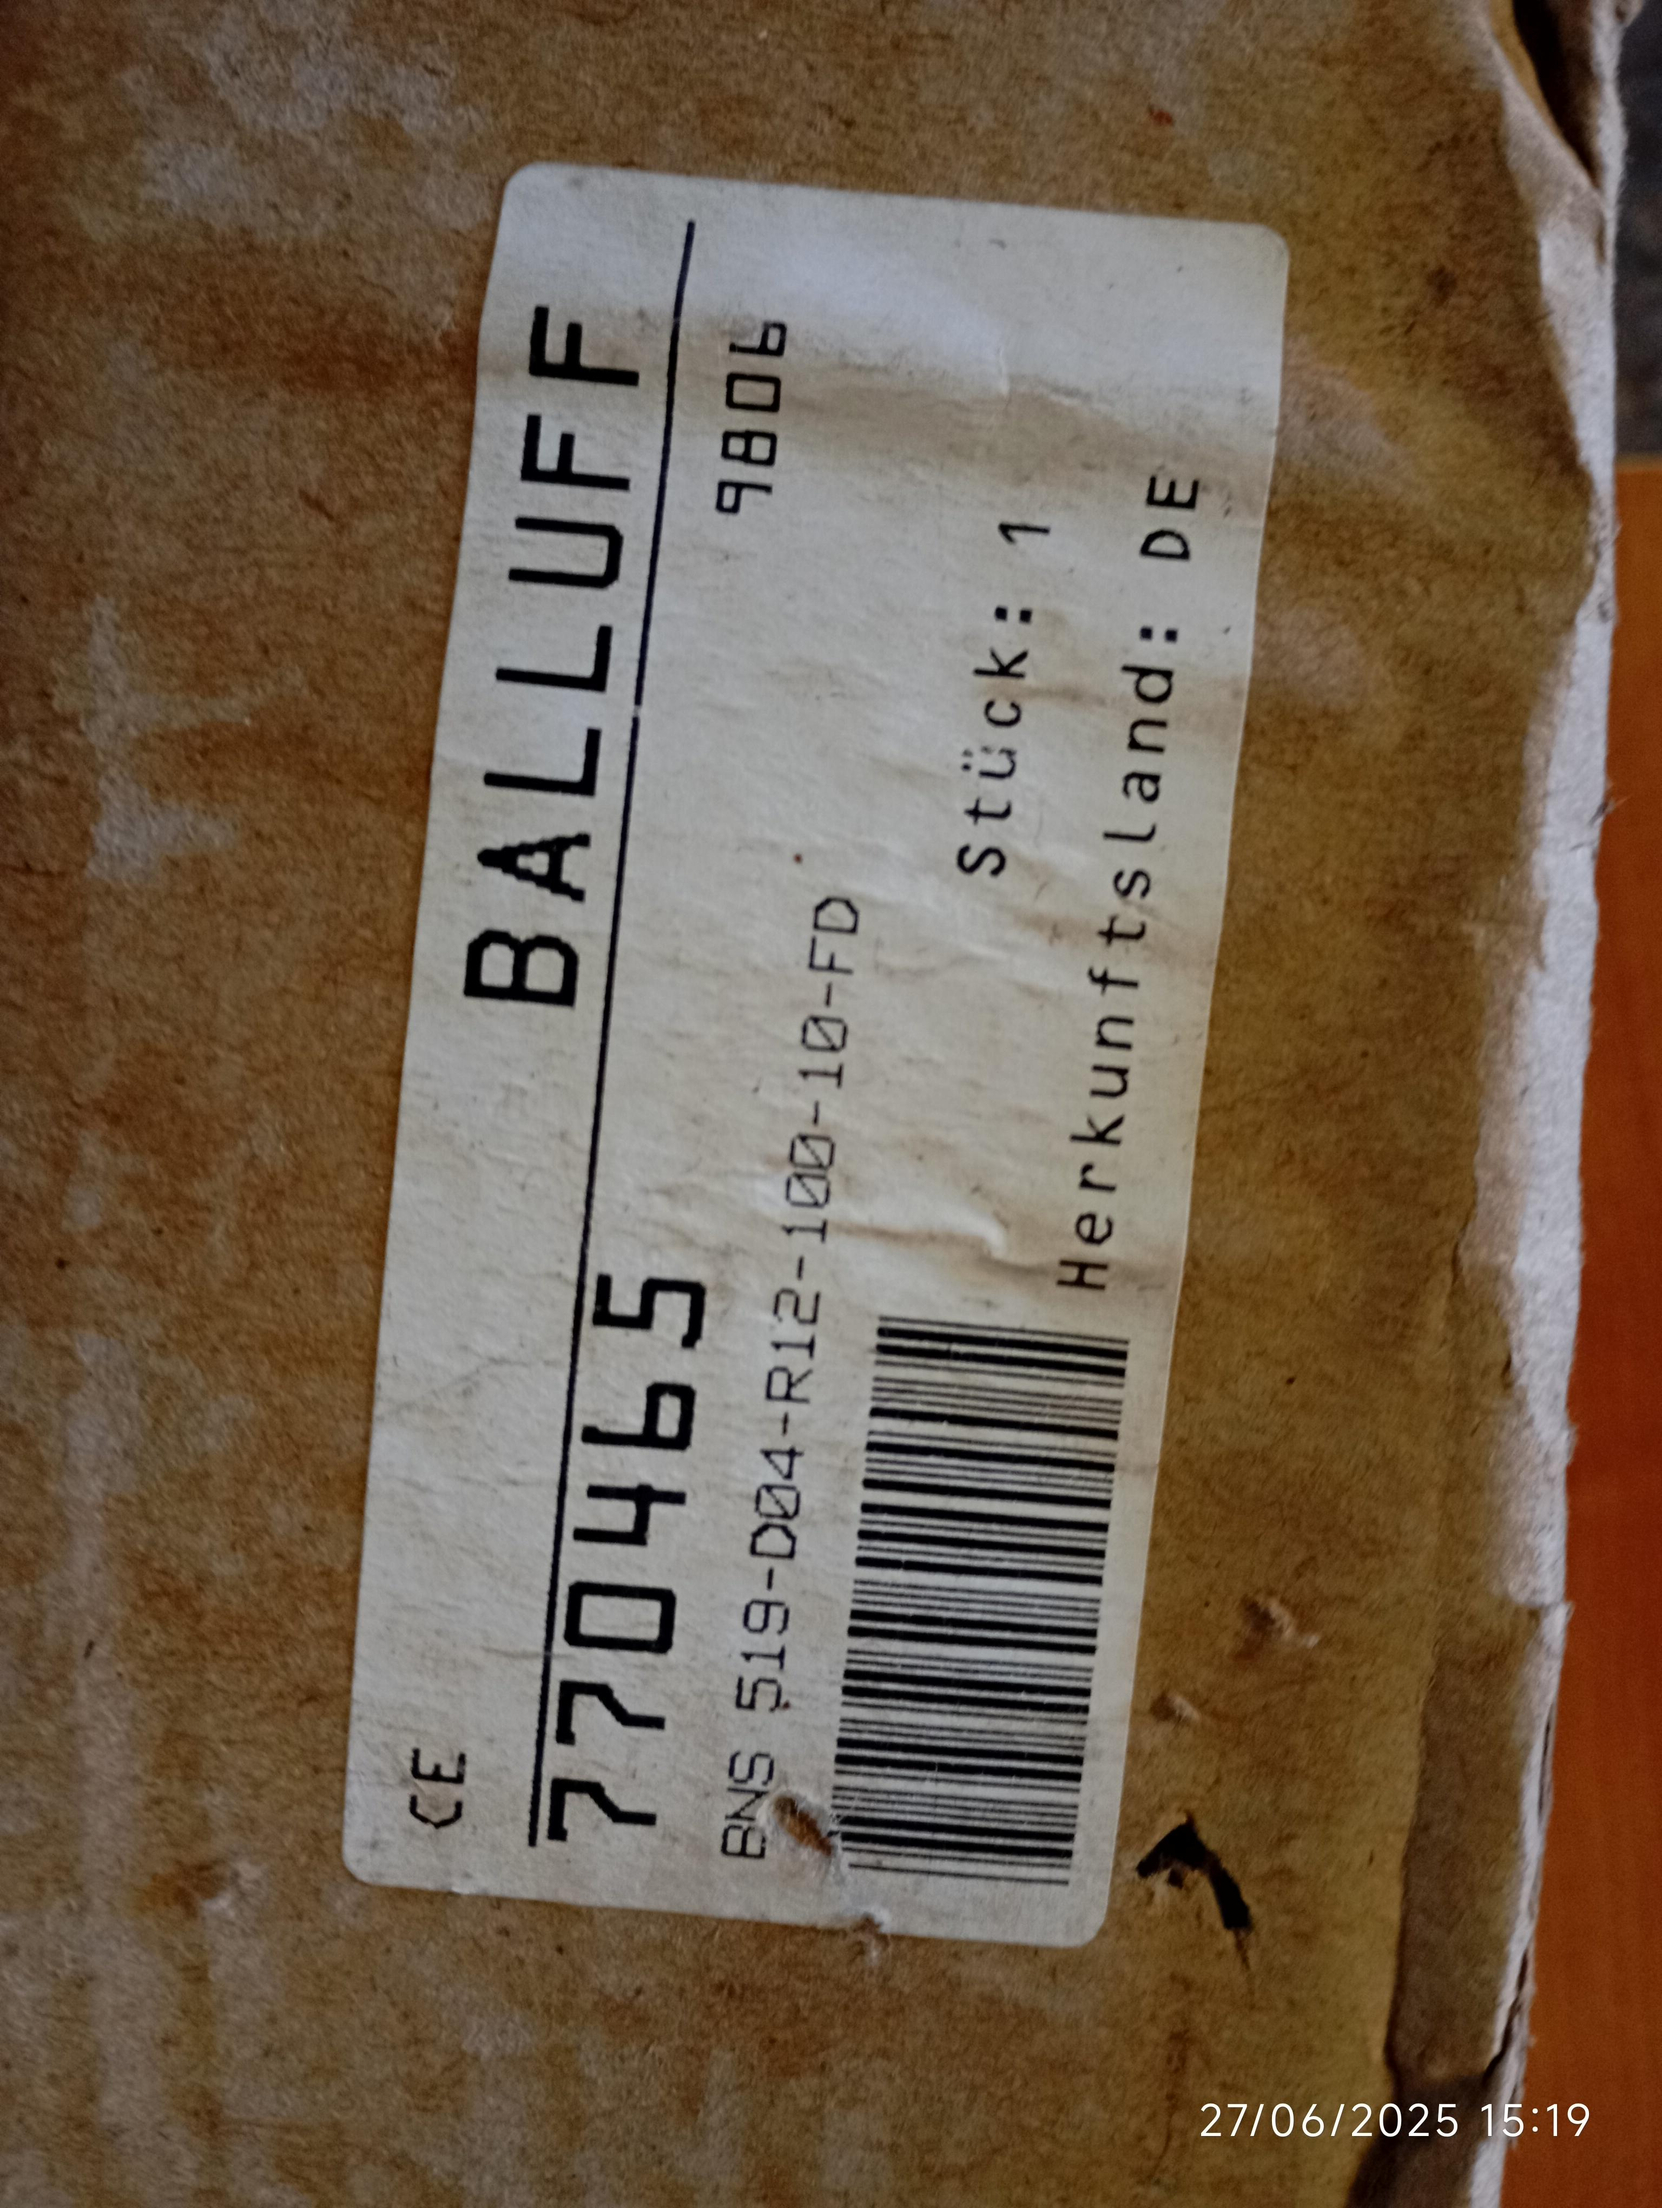 CE BALLUFF
770465 9806
BNS 519-D04-R12-100-10-FD
Stück: 1
Herkunftsland: DE
27/06/2025 15:19